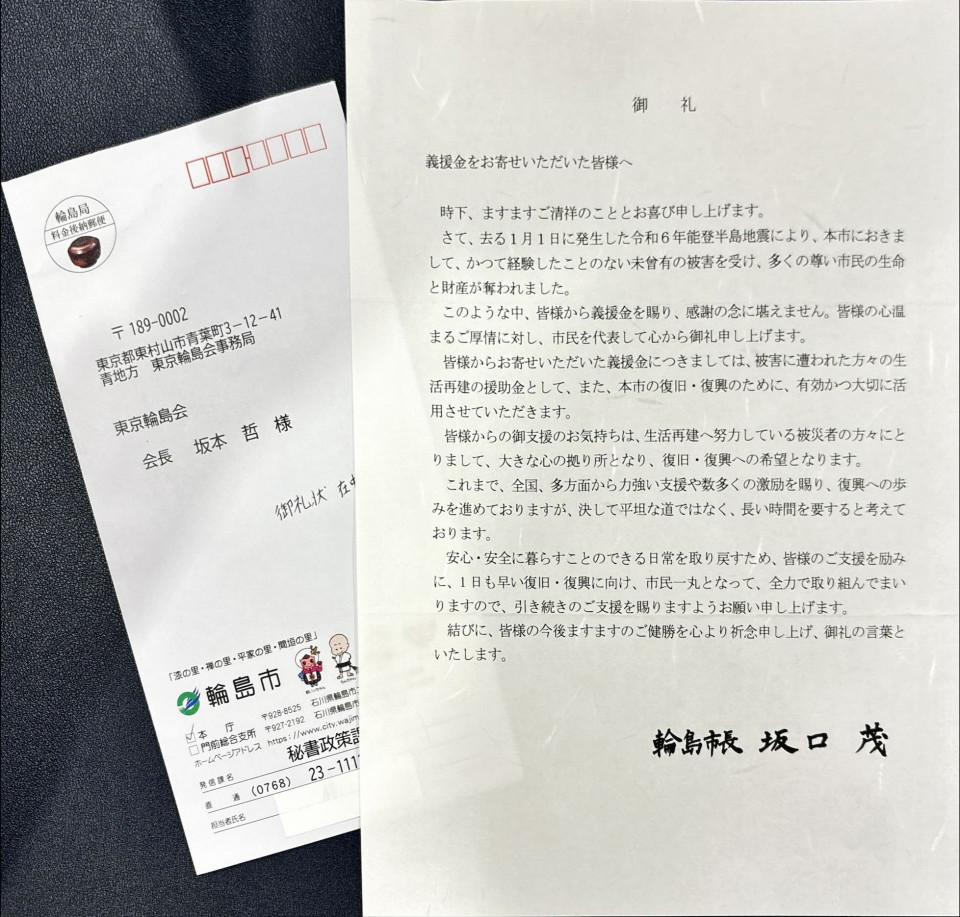 輪島局
料金後納郵便
〒189-0002
東京都東村山市青葉町3-12-41
青地方 東京輪島会事務局
東京輪島会
会長 坂本 哲 様
御礼状 在中
「漆の里・禅の里・平家の里・間垣の里」
輪島市
本 庁 〒928-8525 石川県輪島市
門前総合支所 〒927-2192 石川県輪島市
ホームページアドレス https://www.city.wajim
発信課名 秘書政策課
直 通 (0768) 23-111
担当者氏名
御 礼
義援金をお寄せいただいた皆様へ
時下、ますますご清祥のこととお喜び申し上げます。
さて、去る1月1日に発生した令和6年能登半島地震により、本市におきま
して、かつて経験したことのない未曾有の被害を受け、多くの尊い市民の生命
と財産が奪われました。
このような中、皆様から義援金を賜り、感謝の念に堪えません。皆様の心温
まるご厚情に対し、市民を代表して心から御礼申し上げます。
皆様からお寄せいただいた義援金につきましては、被害に遭われた方々の生
活再建の援助金として、また、本市の復旧・復興のために、有効かつ大切に活
用させていただきます。
皆様からの御支援のお気持ちは、生活再建へ努力している被災者の方々にと
りまして、大きな心の拠り所となり、復旧・復興への希望となります。
これまで、全国、多方面から力強い支援や数多くの激励を賜り、復興への歩
みを進めておりますが、決して平坦な道ではなく、長い時間を要すると考えて
おります。
安心・安全に暮らすことのできる日常を取り戻すため、皆様のご支援を励み
に、1日も早い復旧・復興に向け、市民一丸となって、全力で取り組んでまい
りますので、引き続きのご支援を賜りますようお願い申し上げます。
結びに、皆様の今後ますますのご健勝を心より祈念申し上げ、御礼の言葉と
いたします。
輪島市長 坂口 茂